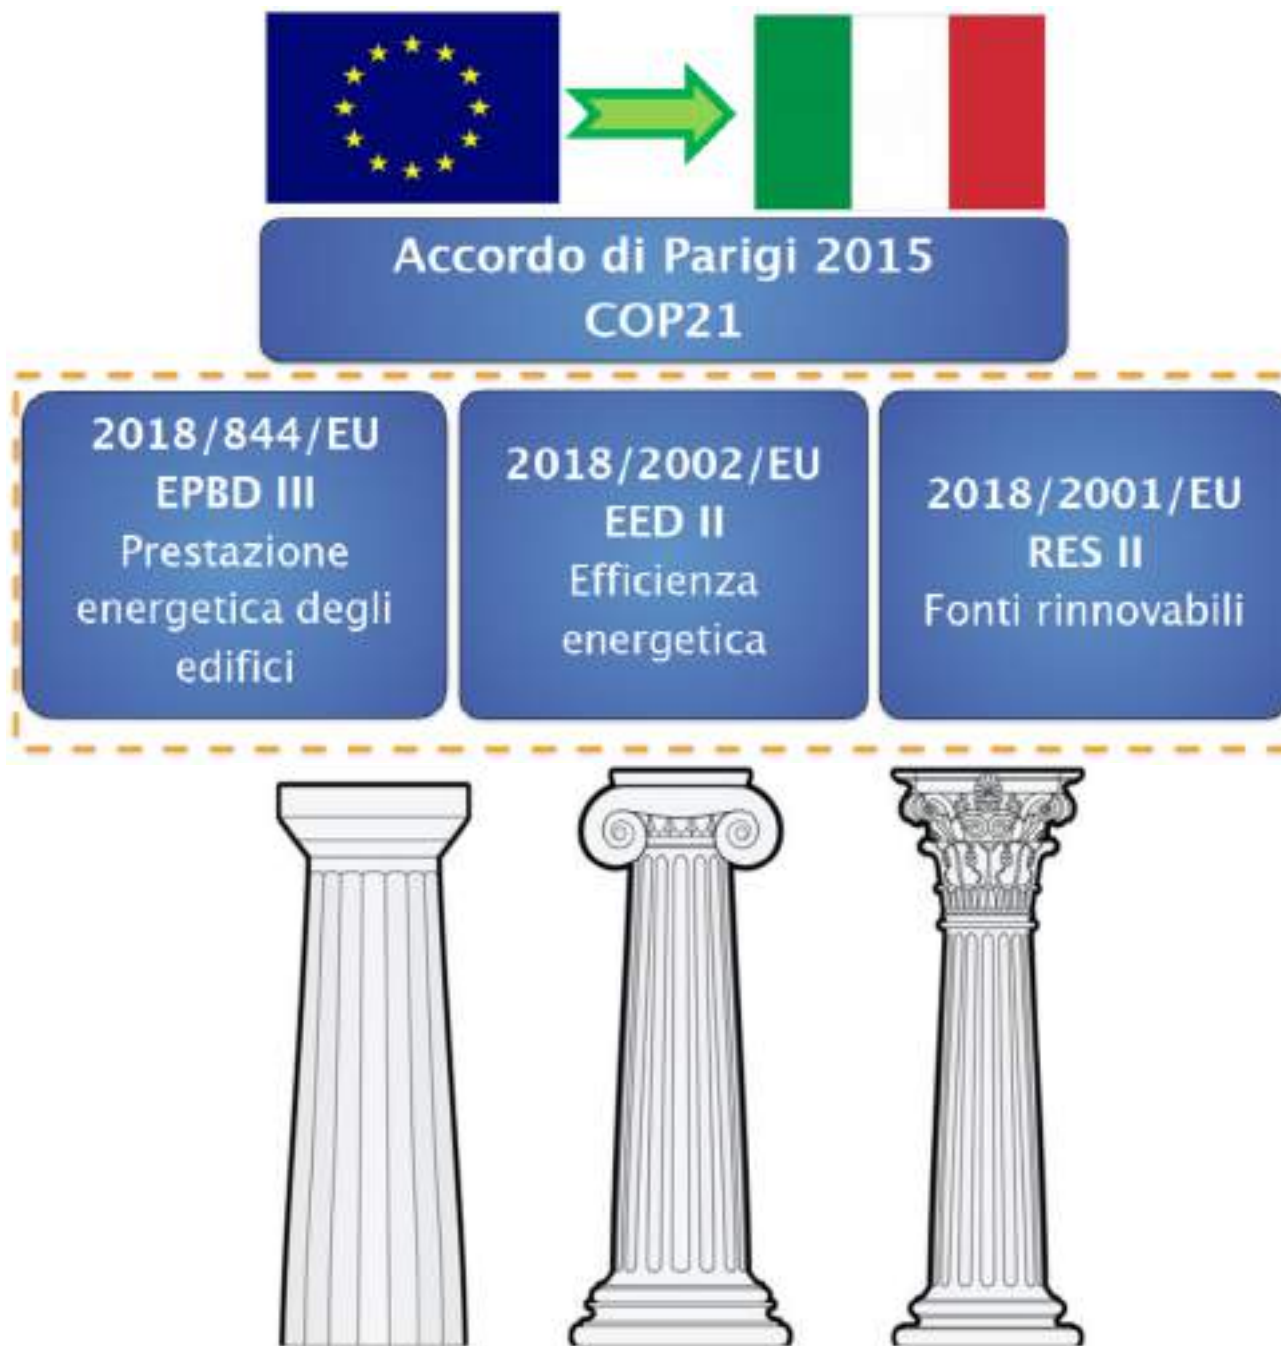 Accordo di Parigi 2015
COP21
2018/844/EU
EPBD III
Prestazione
energetica degli
edifici
2018/2002/EU
EED II
Efficienza
energetica
2018/2001/EU
RES II
Fonti rinnovabili